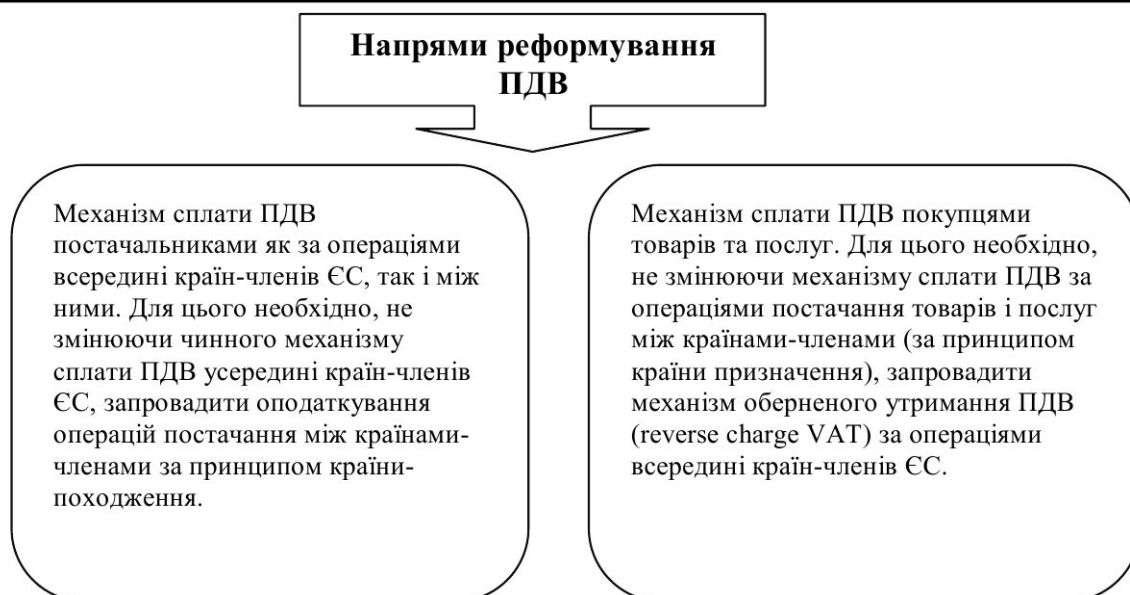 Напрями реформування
ПДВ
Механізм сплати ПДВ
постачальниками як за операціями
всередині країн-членів ЄС, так і між
ними. Для цього необхідно, не
змінюючи чинного механізму
сплати ПДВ усередині країн-членів
ЄС, запровадити оподаткування
операцій постачання між країнами-
членами за принципом країни-
походження.
Механізм сплати ПДВ покупцями
товарів та послуг. Для цього необхідно,
не змінюючи механізму сплати ПДВ за
операціями постачання товарів і послуг
між країнами-членами (за принципом
країни призначення), запровадити
механізм оберненого утримання ПДВ
(reverse charge VAT) за операціями
всередині країн-членів ЄС.